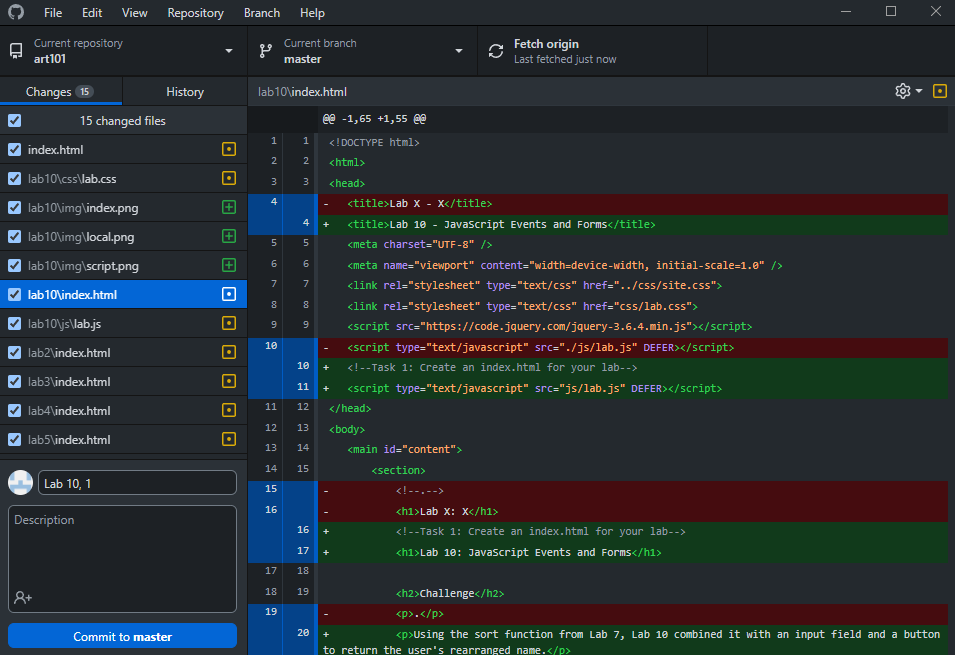 File Edit View Repository Branch Help
Current repository
art101
Current branch
master
Fetch origin
Last fetched just now
Changes 15 History
15 changed files
index.html
lab10\css\lab.css
lab10\img\index.png
lab10\img\local.png
lab10\img\script.png
lab10\index.html
lab10\js\lab.js
lab2\index.html
lab3\index.html
lab4\index.html
lab5\index.html
Lab 10, 1
Description
Commit to master
lab10\index.html
@@ -1,65 +1,55 @@
1 1 <!DOCTYPE html>
2 2 <html>
3 3 <head>
4 - <title>Lab X - X</title>
4 + <title>Lab 10 - JavaScript Events and Forms</title>
5 5 <meta charset="UTF-8" />
6 6 <meta name="viewport" content="width=device-width, initial-scale=1.0" />
7 7 <link rel="stylesheet" type="text/css" href="../css/site.css">
8 8 <link rel="stylesheet" type="text/css" href="css/lab.css">
9 9 <script src="https://code.jquery.com/jquery-3.6.4.min.js"></script>
10 - <script type="text/javascript" src="./js/lab.js" DEFER></script>
10 + <!--Task 1: Create an index.html for your lab-->
11 + <script type="text/javascript" src="js/lab.js" DEFER></script>
11 12 </head>
12 13 <body>
13 14 <main id="content">
14 15 <section>
15 - <!--.-->
16 - <h1>Lab X: X</h1>
16 + <!--Task 1: Create an index.html for your lab-->
17 + <h1>Lab 10: JavaScript Events and Forms</h1>
17 18
18 19 <h2>Challenge</h2>
19 - <p>.</p>
20 + <p>Using the sort function from Lab 7, Lab 10 combined it with an input field and a button
to return the user's rearranged name.</p>